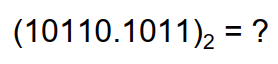 (10110.1011)₂ = ?